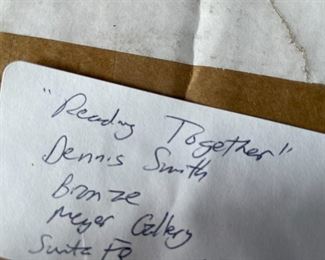 "Reading Together"
Dennis Smith
Bronze
Meyer Gallery
Santa Fe